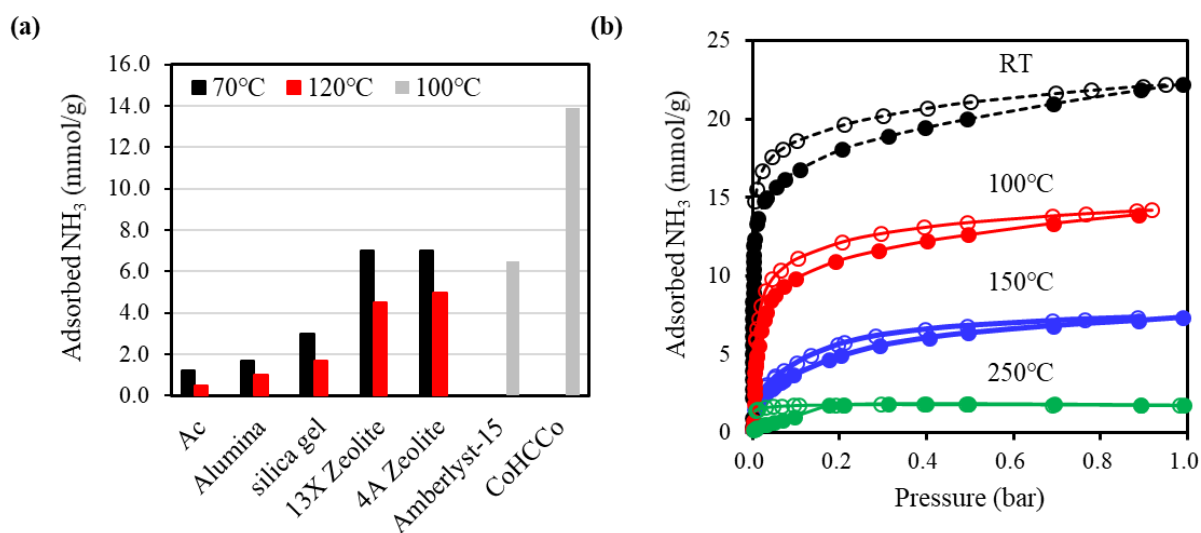 (a)
Adsorbed NH3 (mmol/g)
16.0
14.0
12.0
10.0
8.0
6.0
4.0
2.0
0.0
70°C 120°C 100°C
Ac
Alumina
silica gel
13X Zeolite
4A Zeolite
Amberlyst-15
CoHCCo
(b)
Adsorbed NH3 (mmol/g)
25
20
15
10
5
0
RT
100°C
150°C
250°C
0.0 0.2 0.4 0.6 0.8 1.0
Pressure (bar)